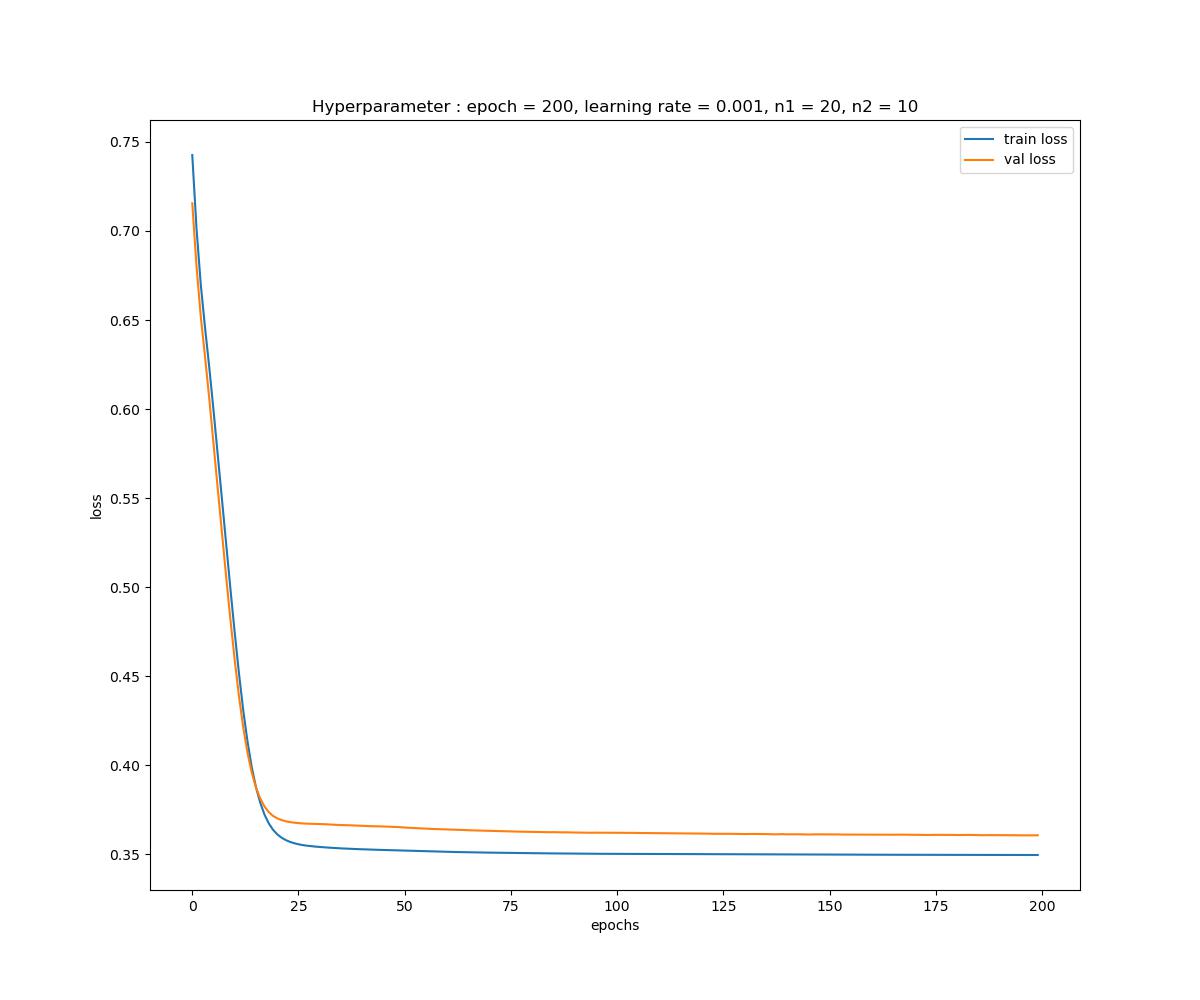 Hyperparameter : epoch = 200, learning rate = 0.001, n1 = 20, n2 = 10
train loss
val loss
0.75
0.70
0.65
0.60
0.55
0.50
0.45
0.40
0.35
loss
0 25 50 75 100 125 150 175 200
epochs